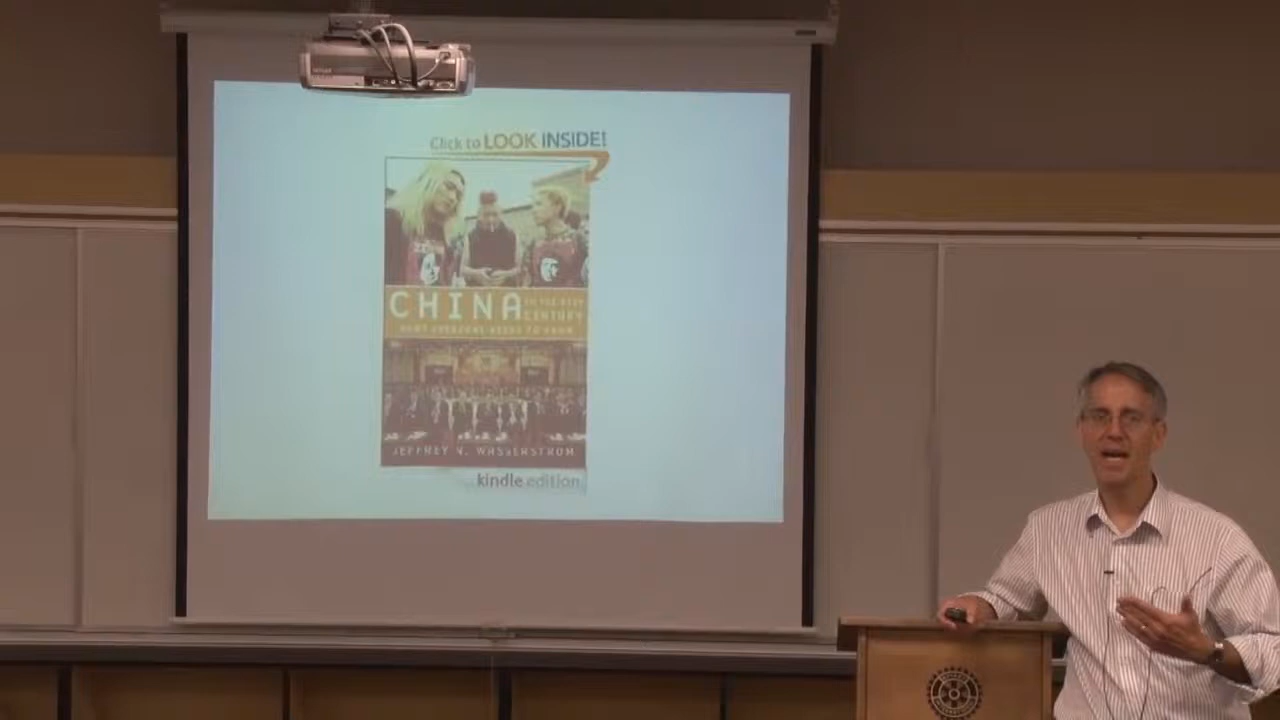 Click to LOOK INSIDE!
CHINA
IN THE 21ST
CENTURY
WHAT EVERYONE NEEDS TO KNOW
JEFFREY N. WASSERSTROM
kindle edition